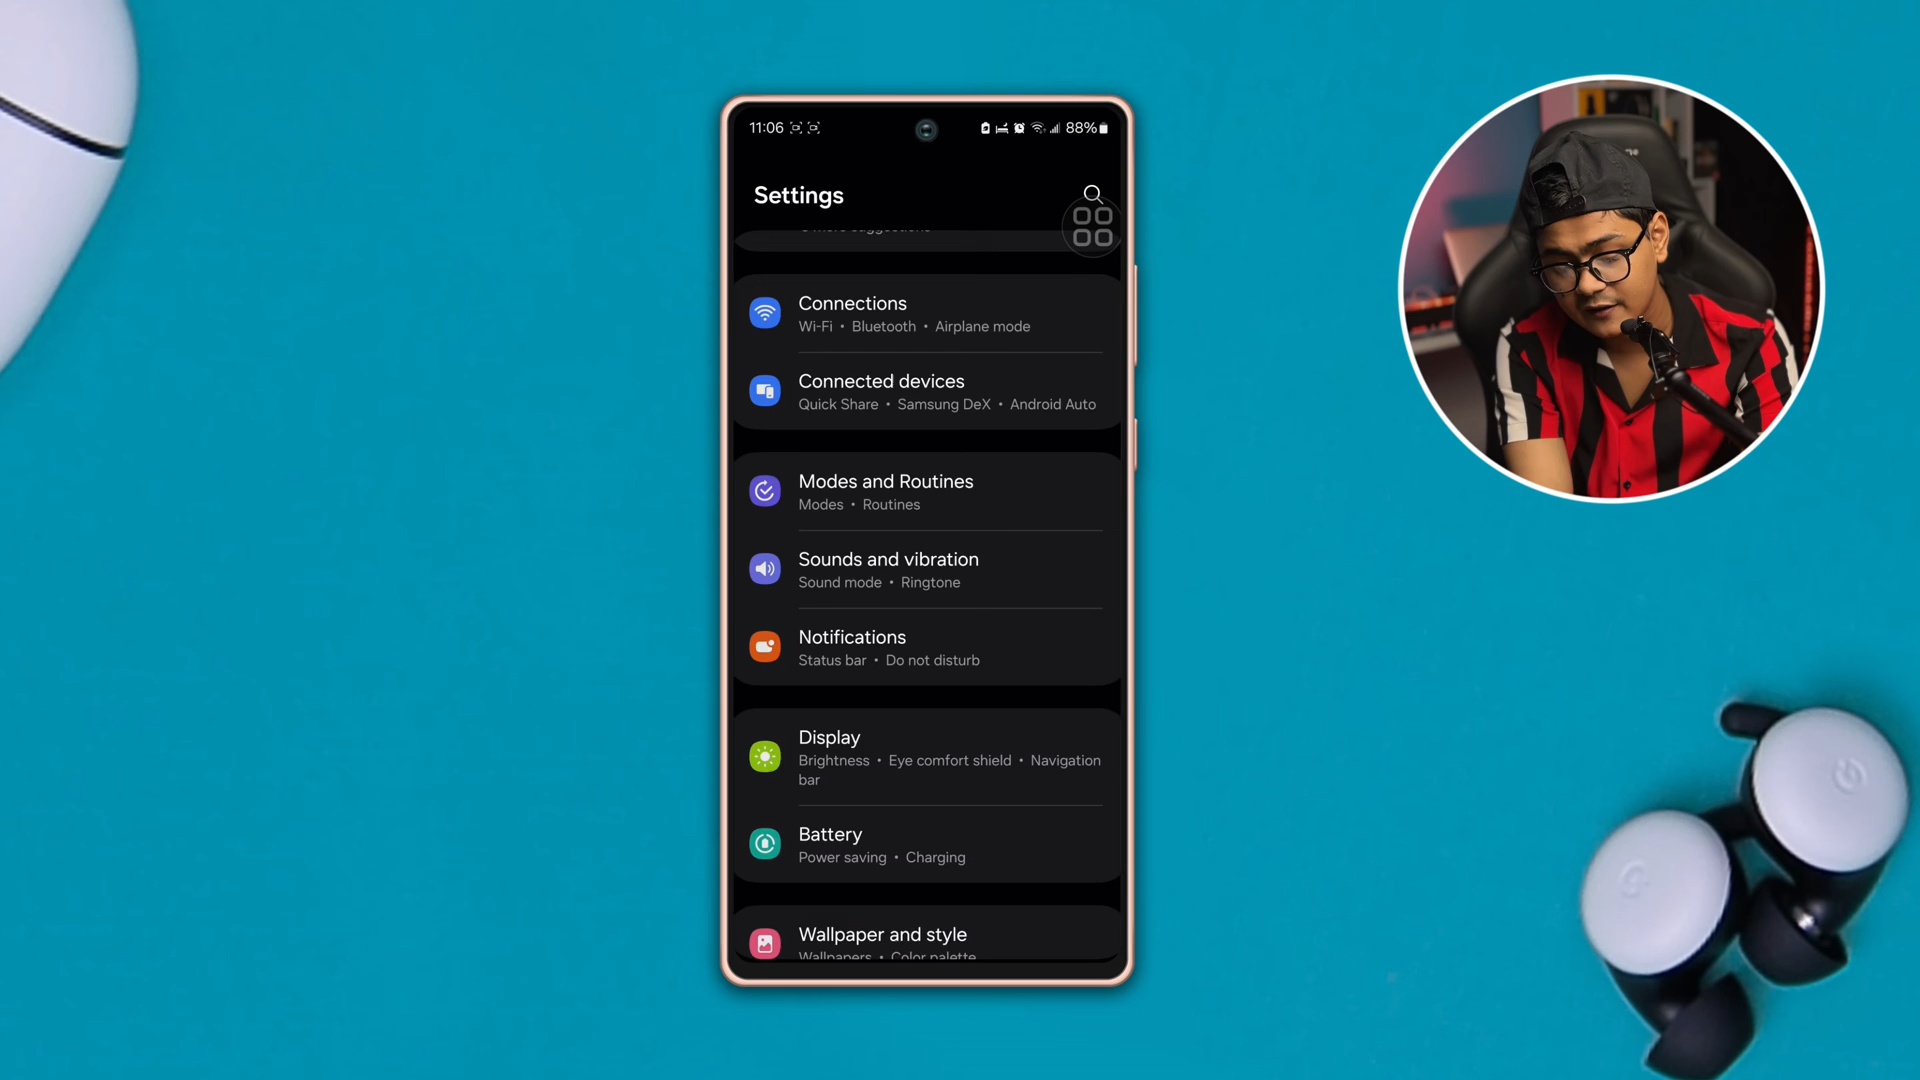 11:06
88%
Settings
Connections
Wi-Fi • Bluetooth • Airplane mode
Connected devices
Quick Share • Samsung DeX • Android Auto
Modes and Routines
Modes • Routines
Sounds and vibration
Sound mode • Ringtone
Notifications
Status bar • Do not disturb
Display
Brightness • Eye comfort shield • Navigation
bar
Battery
Power saving • Charging
Wallpaper and style
Wallpapers • Color palette